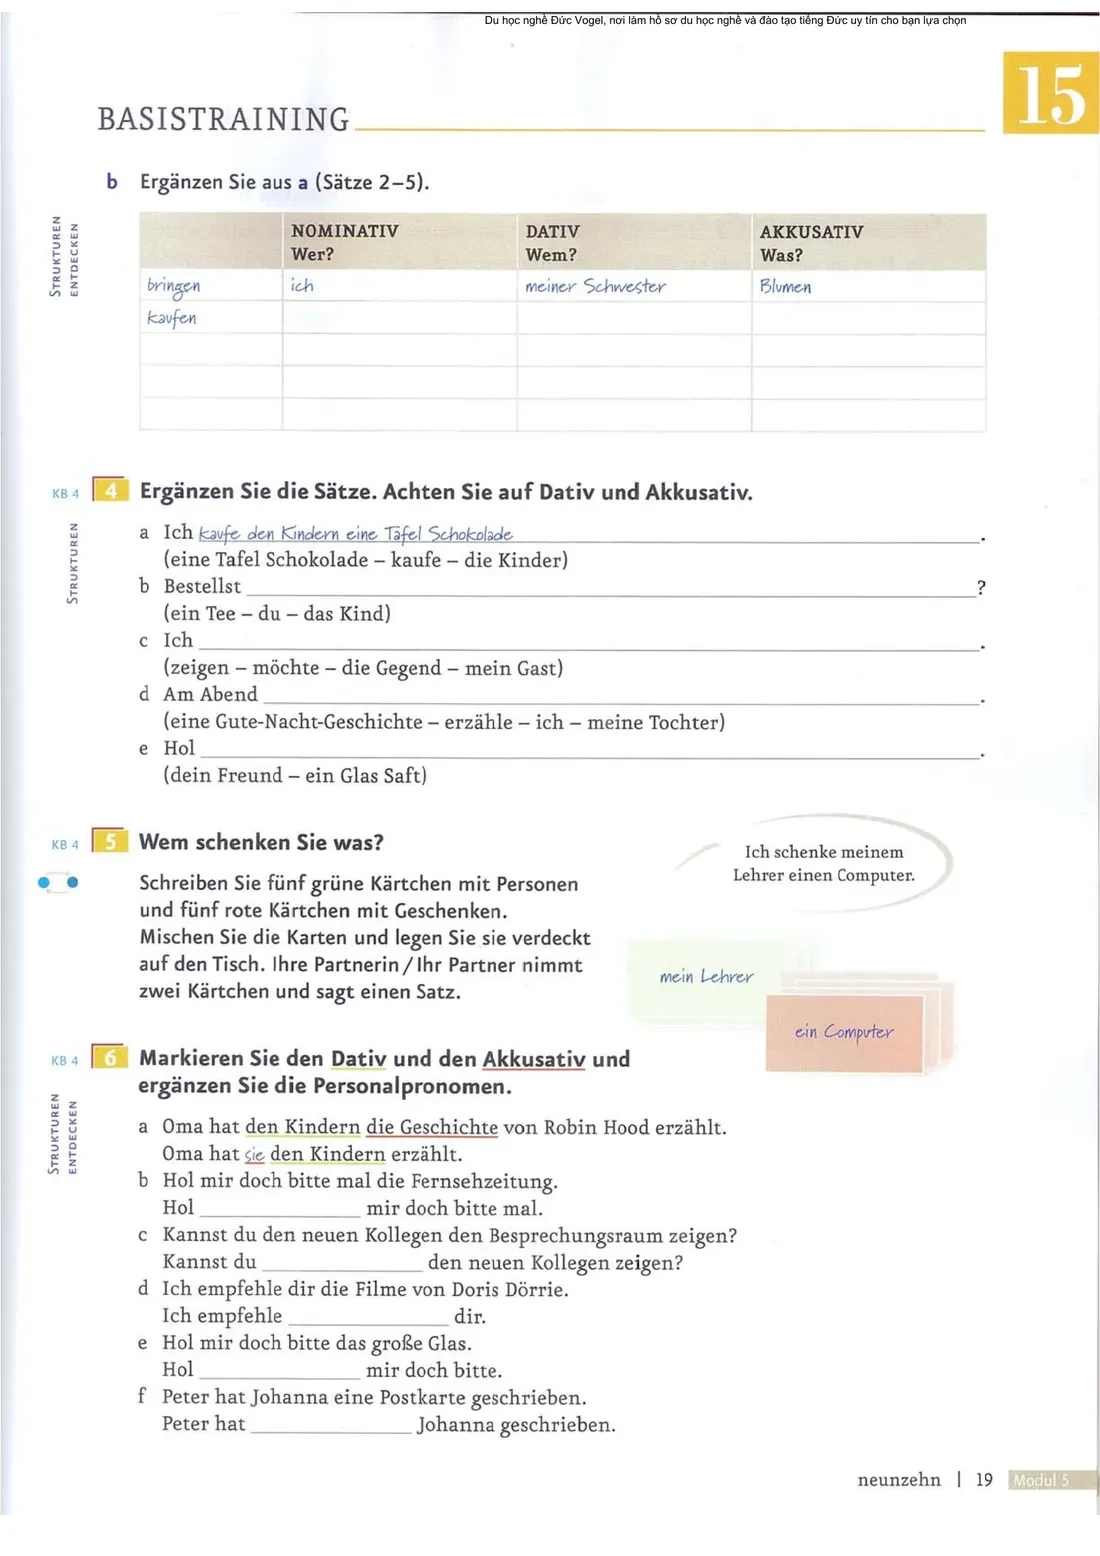 Du học nghề Đức Vogel, nơi làm hồ sơ du học nghề và đào tạo tiếng Đức uy tín cho bạn lựa chọn
15
BASISTRAINING
b Ergänzen Sie aus a (Sätze 2–5).
STRUKTUREN
ENTDECKEN
NOMINATIV DATIV AKKUSATIV
Wer? Wem? Was?
bringen ich meiner Schwester Blumen
kaufen
KB 4 4 Ergänzen Sie die Sätze. Achten Sie auf Dativ und Akkusativ.
STRUKTUREN
a Ich kaufe den Kindern eine Tafel Schokolade.
(eine Tafel Schokolade – kaufe – die Kinder)
b Bestellst ______ ?
(ein Tee – du – das Kind)
c Ich ______ .
(zeigen – möchte – die Gegend – mein Gast)
d Am Abend ______ .
(eine Gute-Nacht-Geschichte – erzähle – ich – meine Tochter)
e Hol ______ .
(dein Freund – ein Glas Saft)
KB 4 5 Wem schenken Sie was?
Schreiben Sie fünf grüne Kärtchen mit Personen
und fünf rote Kärtchen mit Geschenken.
Mischen Sie die Karten und legen Sie sie verdeckt
auf den Tisch. Ihre Partnerin / Ihr Partner nimmt
zwei Kärtchen und sagt einen Satz.
Ich schenke meinem
Lehrer einen Computer.
mein Lehrer
ein Computer
KB 4 6 Markieren Sie den Dativ und den Akkusativ und
ergänzen Sie die Personalpronomen.
STRUKTUREN
ENTDECKEN
a Oma hat den Kindern die Geschichte von Robin Hood erzählt.
Oma hat sie den Kindern erzählt.
b Hol mir doch bitte mal die Fernsehzeitung.
Hol ______ mir doch bitte mal.
c Kannst du den neuen Kollegen den Besprechungsraum zeigen?
Kannst du ______ den neuen Kollegen zeigen?
d Ich empfehle dir die Filme von Doris Dörrie.
Ich empfehle ______ dir.
e Hol mir doch bitte das große Glas.
Hol ______ mir doch bitte.
f Peter hat Johanna eine Postkarte geschrieben.
Peter hat ______ Johanna geschrieben.
neunzehn | 19 Modul 5